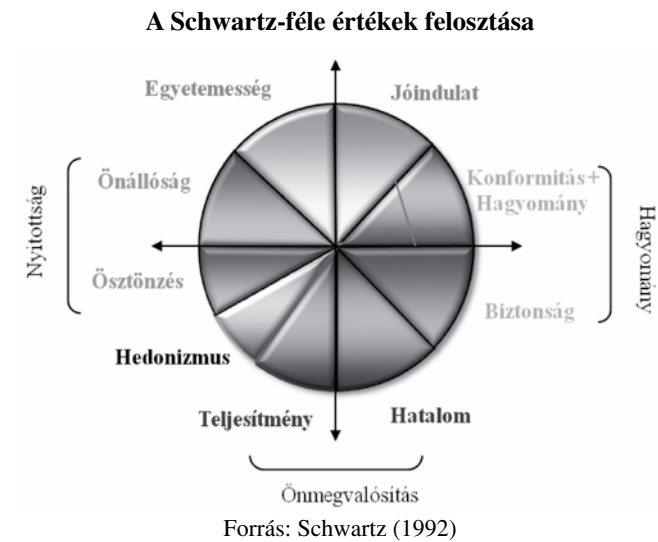 A Schwartz-féle értékek felosztása
Egyetemesség
Jóindulat
Önállóság
Konformitás+
Hagyomány
Nyitottság
Hagyomány
Ösztönzés
Biztonság
Hedonizmus
Teljesítmény
Hatalom
Önmegvalósítás
Forrás: Schwartz (1992)